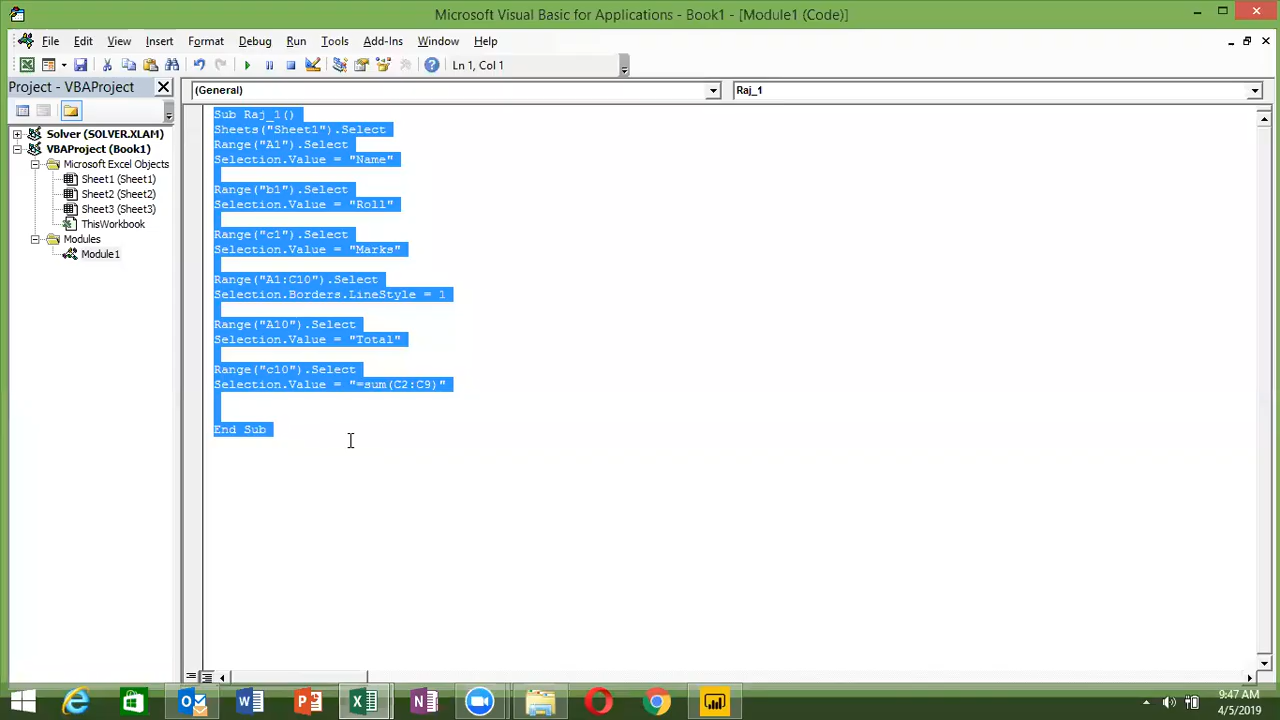 Microsoft Visual Basic for Applications - Book1 - [Module1 (Code)]
File Edit View Insert Format Debug Run Tools Add-Ins Window Help
Ln 1, Col 1
Project - VBAProject
(General)
Raj_1
Solver (SOLVER.XLAM)
VBAProject (Book1)
Microsoft Excel Objects
Sheet1 (Sheet1)
Sheet2 (Sheet2)
Sheet3 (Sheet3)
ThisWorkbook
Modules
Module1
Sub Raj_1()
Sheets("Sheet1").Select
Range("A1").Select
Selection.Value = "Name"
Range("b1").Select
Selection.Value = "Roll"
Range("c1").Select
Selection.Value = "Marks"
Range("A1:C10").Select
Selection.Borders.LineStyle = 1
Range("A10").Select
Selection.Value = "Total"
Range("c10").Select
Selection.Value = "=sum(C2:C9)"
End Sub
9:47 AM
4/5/2019